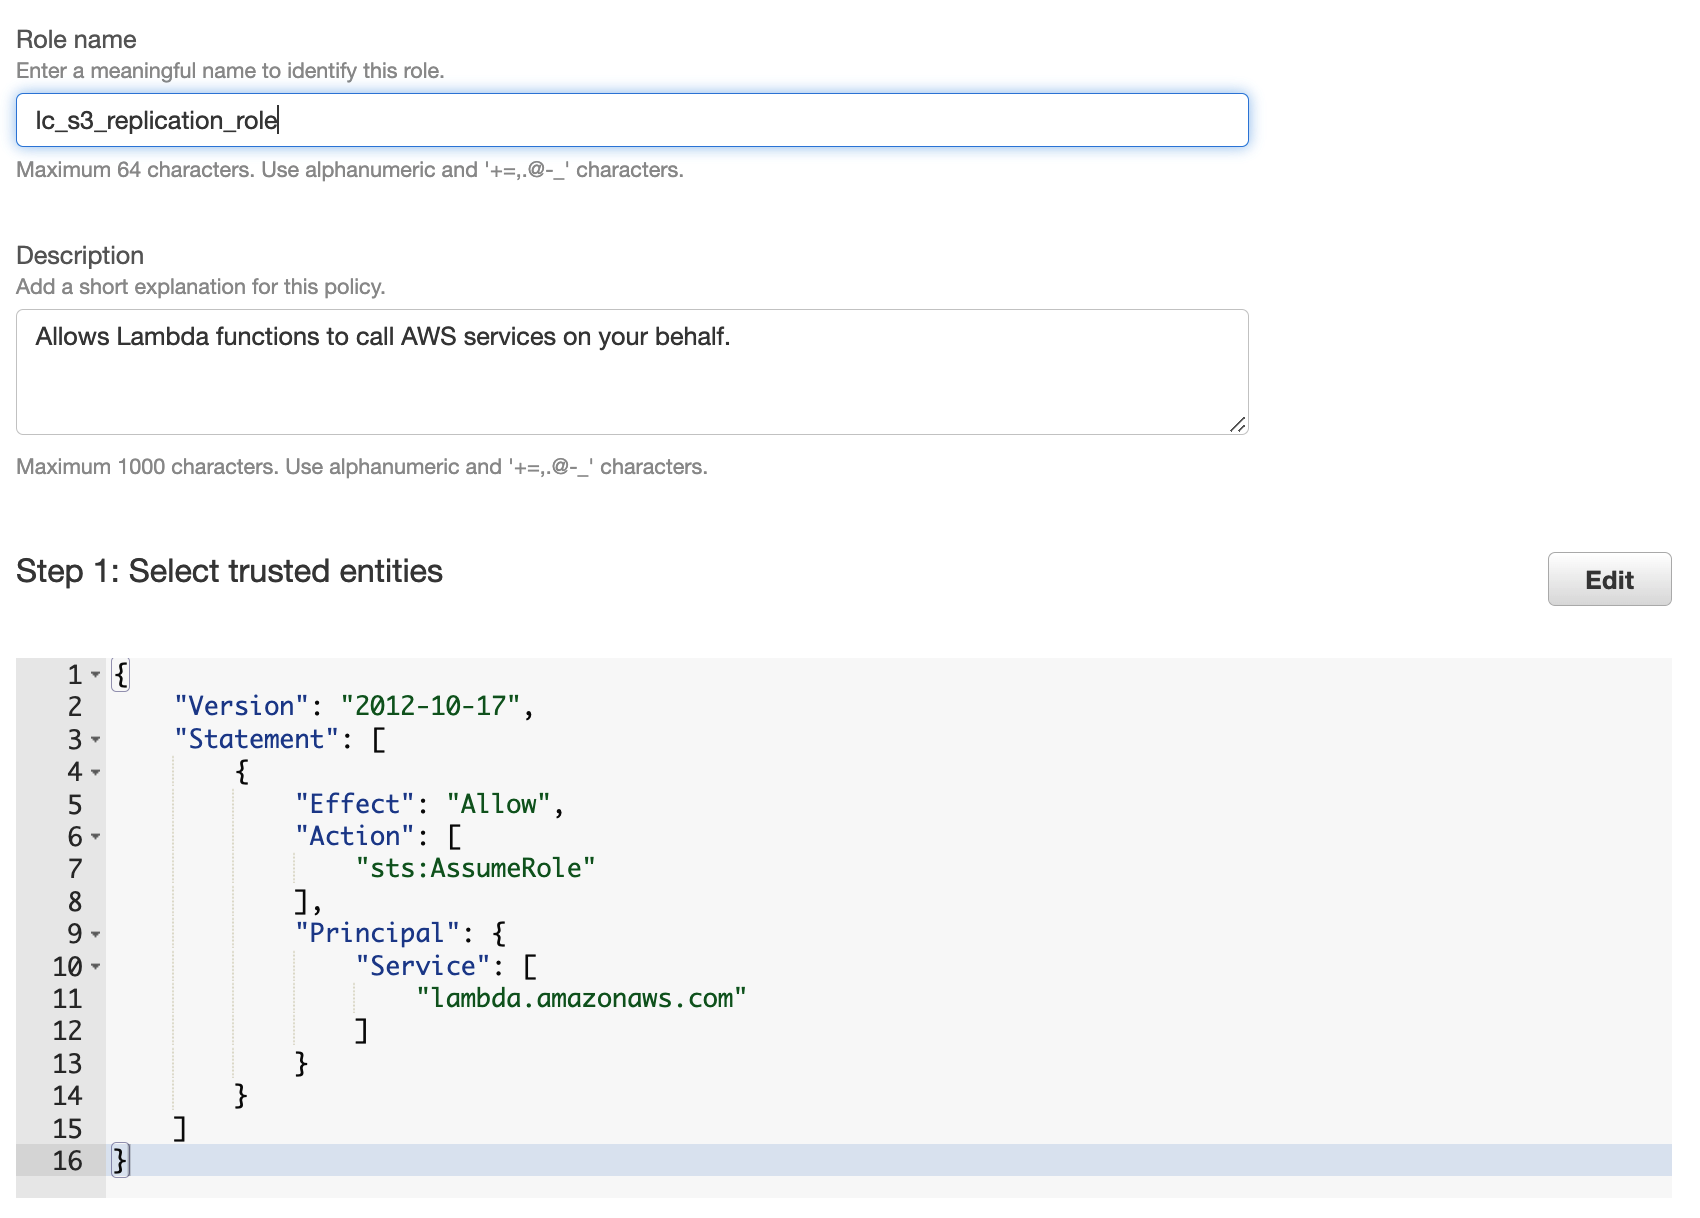 Role name
Enter a meaningful name to identify this role.
lc_s3_replication_role
Maximum 64 characters. Use alphanumeric and '+=,.@-_' characters.
Description
Add a short explanation for this policy.
Allows Lambda functions to call AWS services on your behalf.
Maximum 1000 characters. Use alphanumeric and '+=,.@-_' characters.
Step 1: Select trusted entities
Edit
1 {
2     "Version": "2012-10-17",
3     "Statement": [
4         {
5             "Effect": "Allow",
6             "Action": [
7                 "sts:AssumeRole"
8             ],
9             "Principal": {
10                 "Service": [
11                     "lambda.amazonaws.com"
12                 ]
13             }
14         }
15     ]
16 }